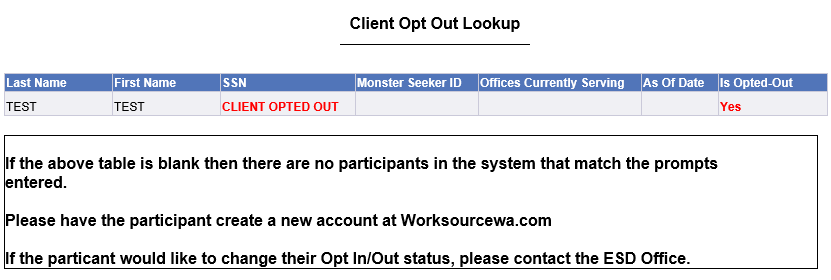 Client Opt Out Lookup
Last Name First Name SSN Monster Seeker ID Offices Currently Serving As Of Date Is Opted-Out
TEST TEST CLIENT OPTED OUT Yes
If the above table is blank then there are no participants in the system that match the prompts
entered.
Please have the participant create a new account at Worksourcewa.com
If the particant would like to change their Opt In/Out status, please contact the ESD Office.